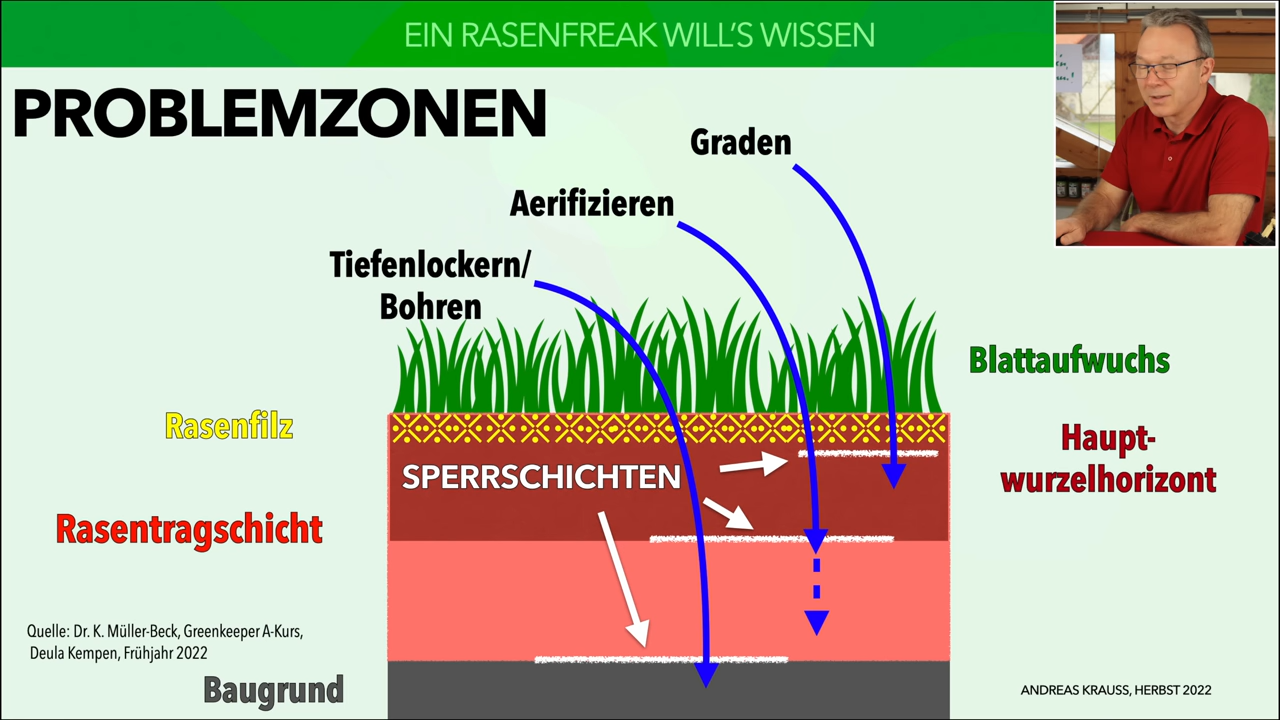 EIN RASENFREAK WILL'S WISSEN
PROBLEMZONEN
Graden
Aerifizieren
Tiefenlockern/
Bohren
Blattaufwuchs
Rasenfilz
Haupt-
wurzelhorizont
SPERRSCHICHTEN
Rasentragschicht
Quelle: Dr. K. Müller-Beck, Greenkeeper A-Kurs,
Deula Kempen, Frühjahr 2022
Baugrund
ANDREAS KRAUSS, HERBST 2022